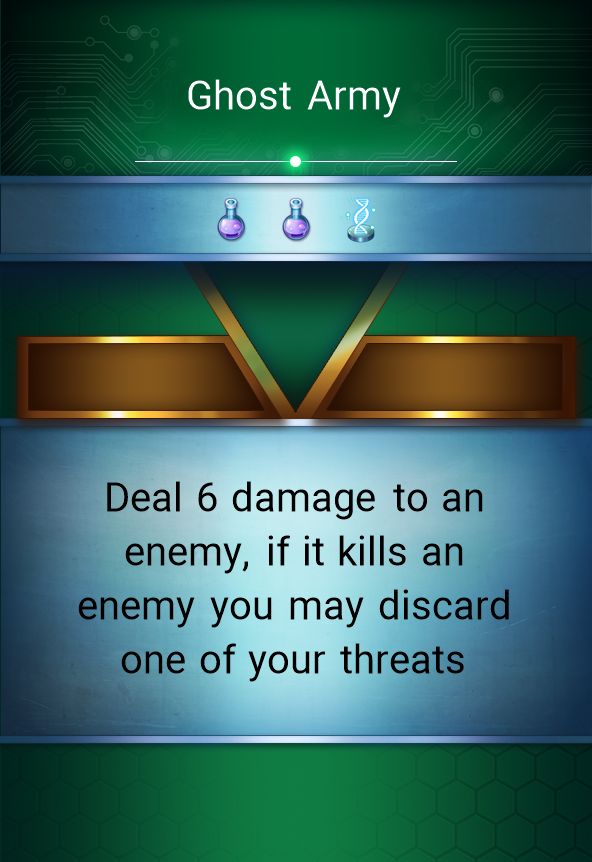 Ghost Army
Deal 6 damage to an
enemy, if it kills an
enemy you may discard
one of your threats